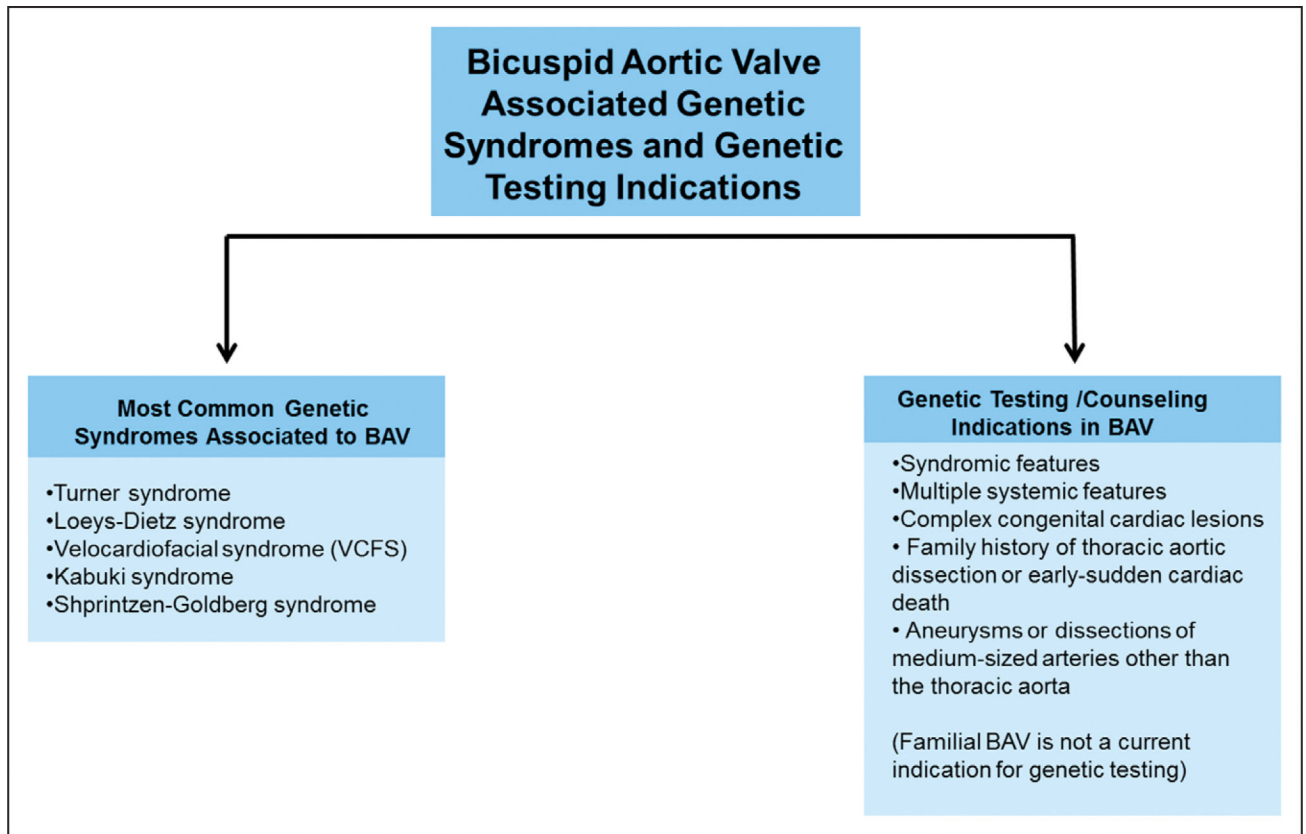 Bicuspid Aortic Valve
Associated Genetic
Syndromes and Genetic
Testing Indications
Most Common Genetic
Syndromes Associated to BAV
•Turner syndrome
•Loeys-Dietz syndrome
•Velocardiofacial syndrome (VCFS)
•Kabuki syndrome
•Shprintzen-Goldberg syndrome
Genetic Testing /Counseling
Indications in BAV
•Syndromic features
•Multiple systemic features
•Complex congenital cardiac lesions
• Family history of thoracic aortic
dissection or early-sudden cardiac
death
• Aneurysms or dissections of
medium-sized arteries other than
the thoracic aorta
(Familial BAV is not a current
indication for genetic testing)